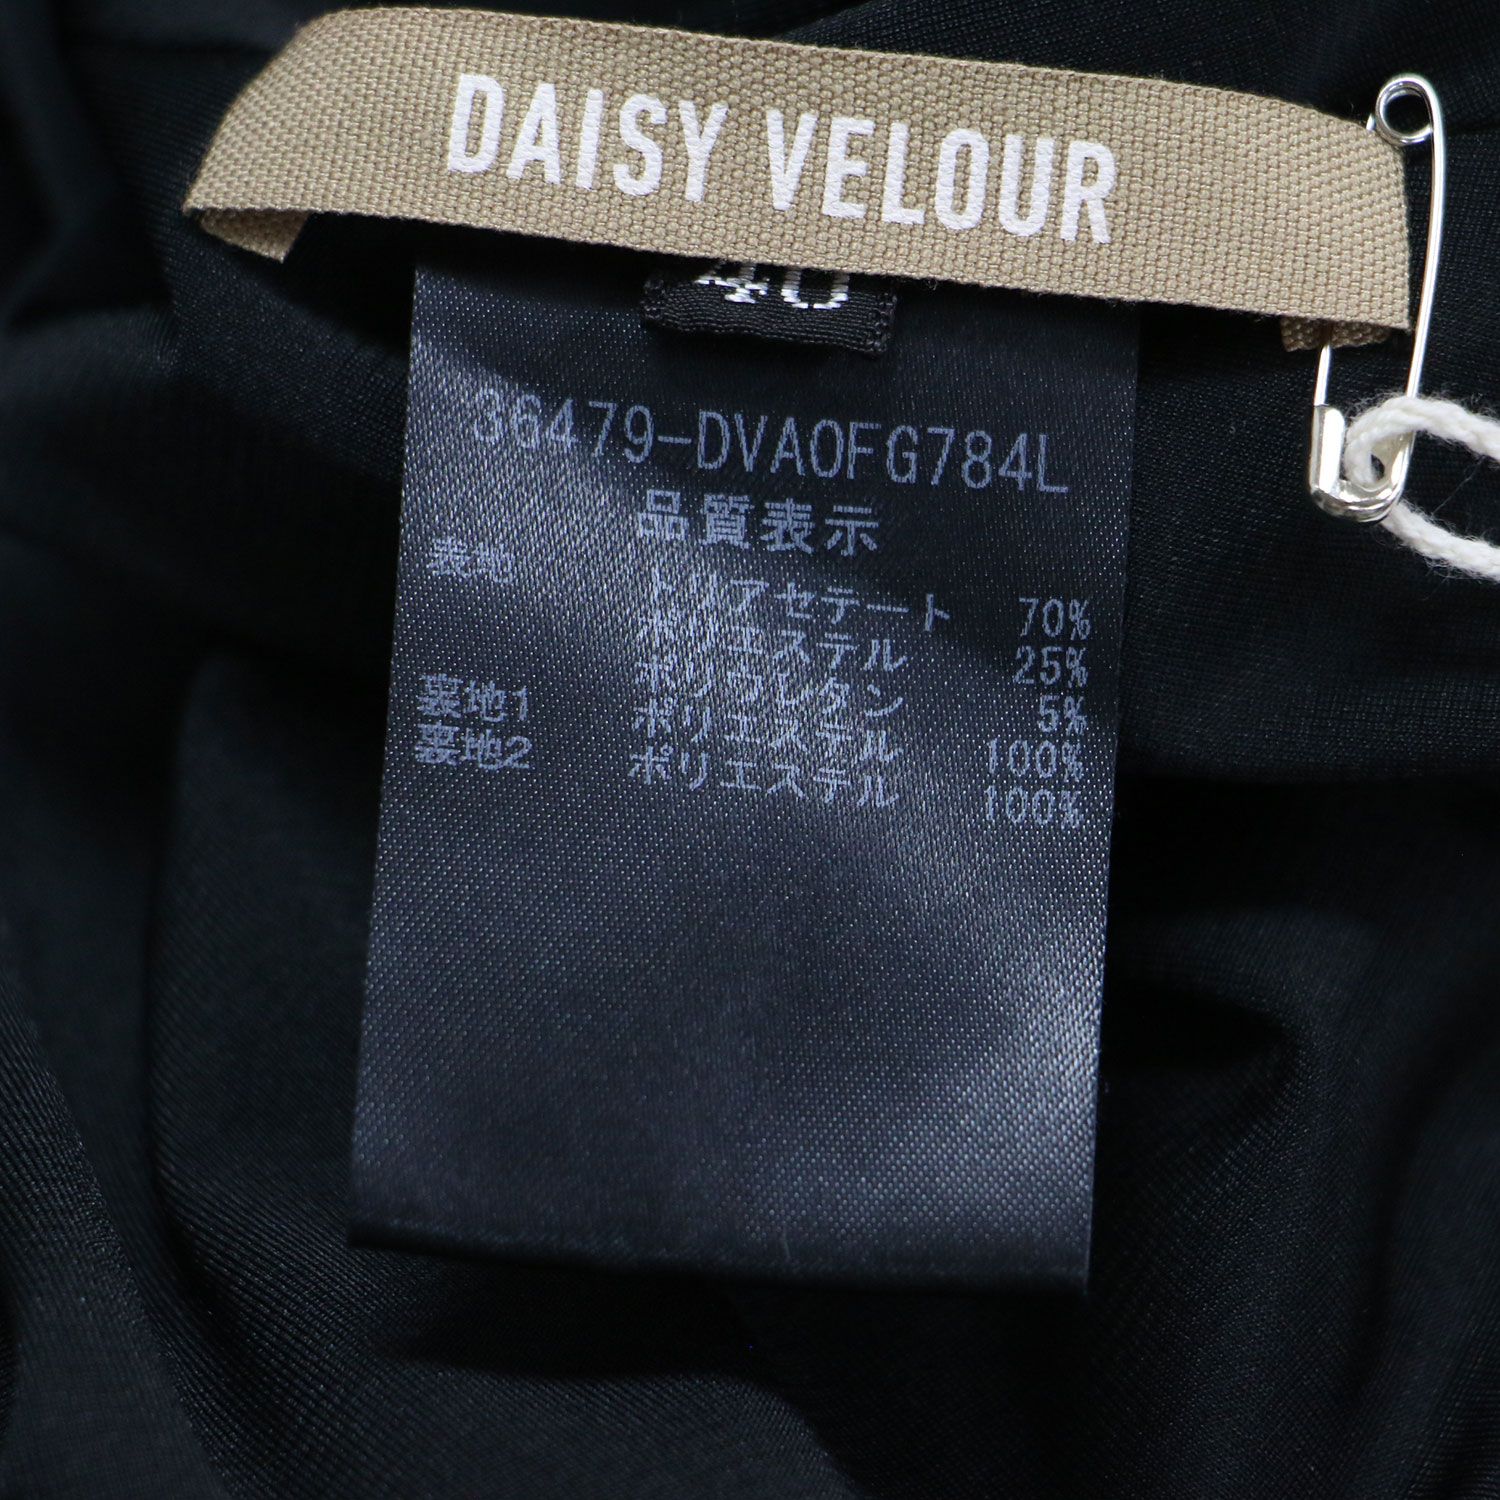 DAISY VELOUR
40
36479-DVA0FG784L
品質表示
表地 トリアセテート 70%
ポリエステル 25%
ポリウレタン 5%
裏地1 ポリエステル 100%
裏地2 ポリエステル 100%